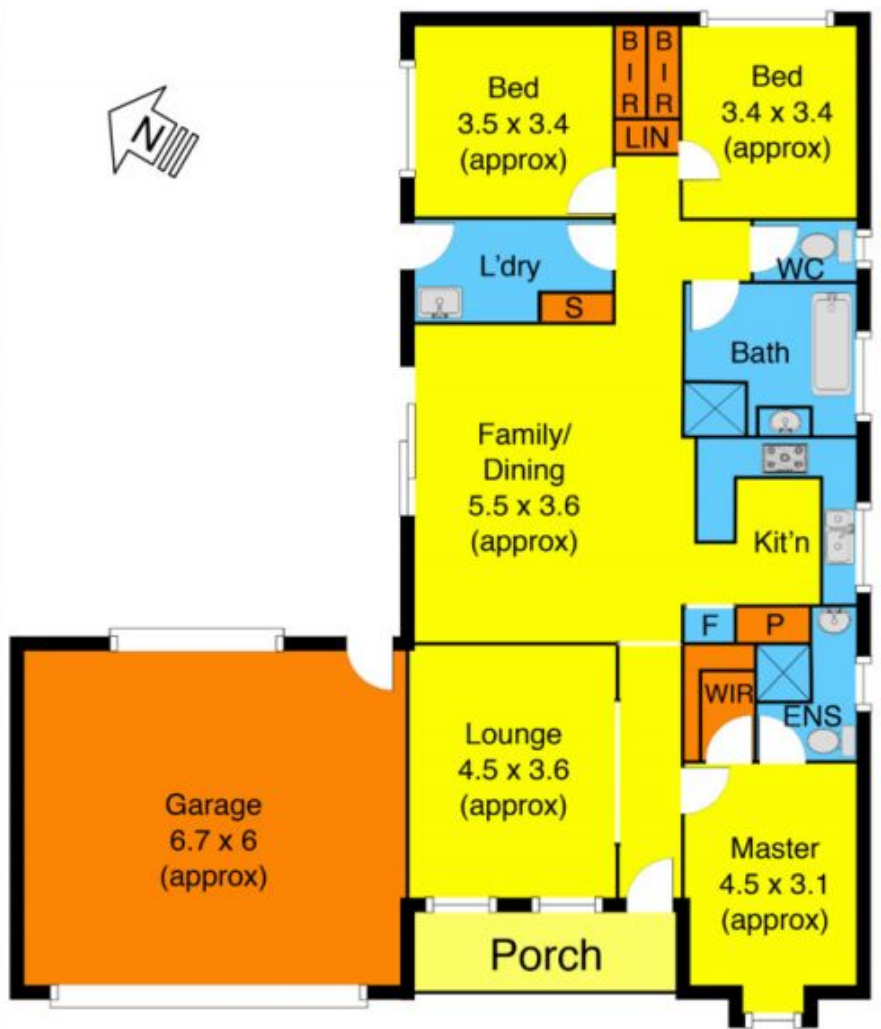 Bed
3.5 x 3.4
(approx)
B
I
R
B
I
R
LIN
Bed
3.4 x 3.4
(approx)
N
L'dry
S
WC
Bath
Family/
Dining
5.5 x 3.6
(approx)
Kit'n
F
P
WIR
ENS
Lounge
4.5 x 3.6
(approx)
Garage
6.7 x 6
(approx)
Master
4.5 x 3.1
(approx)
Porch